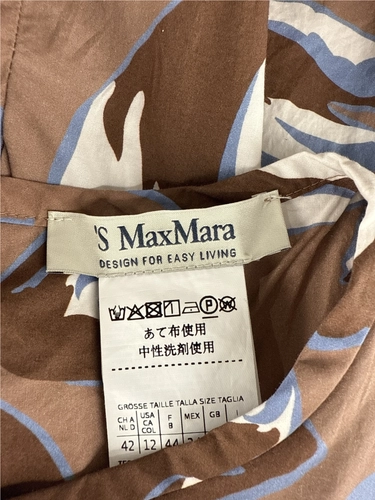 'S MaxMara
DESIGN FOR EASY LIVING
あて布使用
中性洗剤使用
GROSSE TAILLE TALLA SIZE TAGLIA
CH A USA F MEX GB
NL D CA B
COL
42 12 44